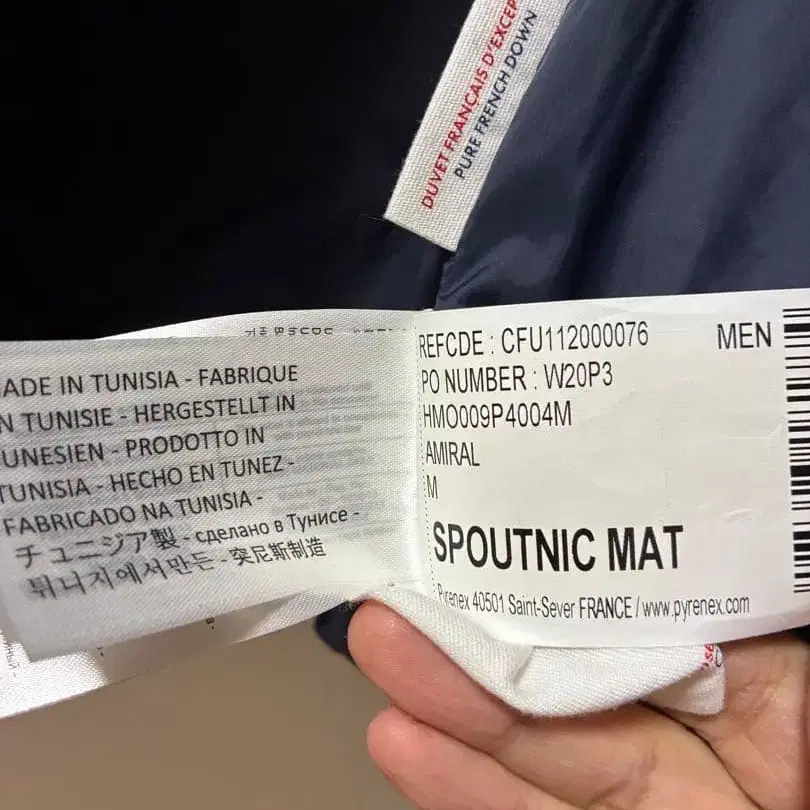 DUVET FRANCAIS D'EXCEP
PURE FRENCH DOWN
MADE IN TUNISIA - FABRIQUE
EN TUNISIE - HERGESTELLT IN
TUNESIEN - PRODOTTO IN
TUNISIA - HECHO EN TUNEZ -
FABRICADO NA TUNISIA -
チュニジア製 - сделано в Тунисе -
튀니지에서만든 - 突尼斯制造
REFCDE : CFU112000076 MEN
PO NUMBER : W20P3
HMO009P4004M
AMIRAL
M
SPOUTNIC MAT
Pyrenex 40501 Saint-Sever FRANCE / www.pyrenex.com